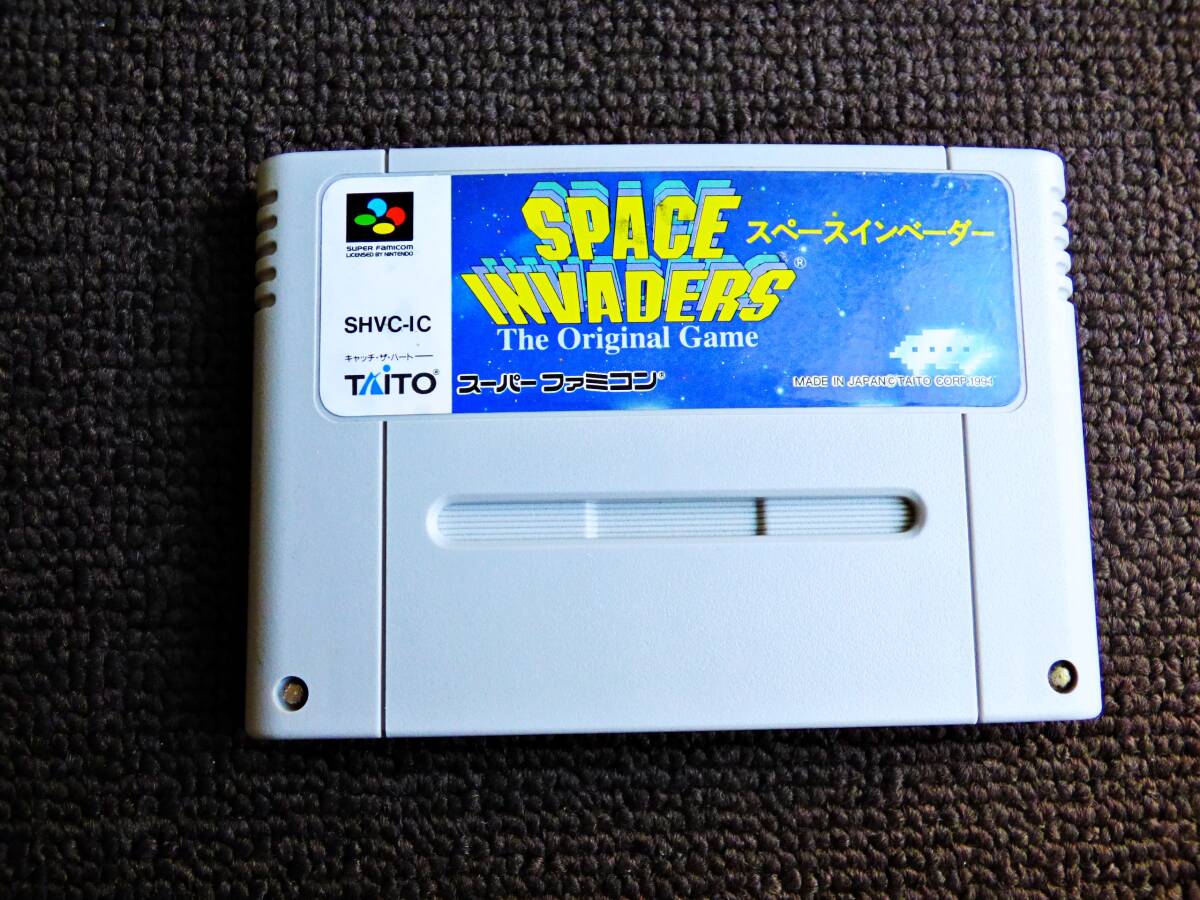 SUPER FAMICOM
LICENSED BY NINTENDO
SHVC-IC
キャッチ・ザ・ハート
TAITO®
SPACE
INVADERS®
The Original Game
スペースインベーダー
スーパーファミコン®
MADE IN JAPAN©TAITO CORP.1994